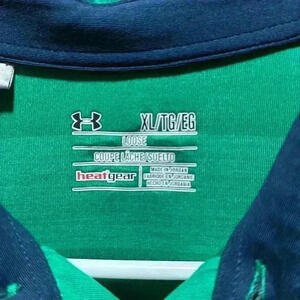 XL/TG/EG
LOOSE
COUPE LÂCHE/SUELTO
heatgear
MADE IN JORDAN
FABRIQUÉ EN JORDANIE
HECHO EN JORDANIA